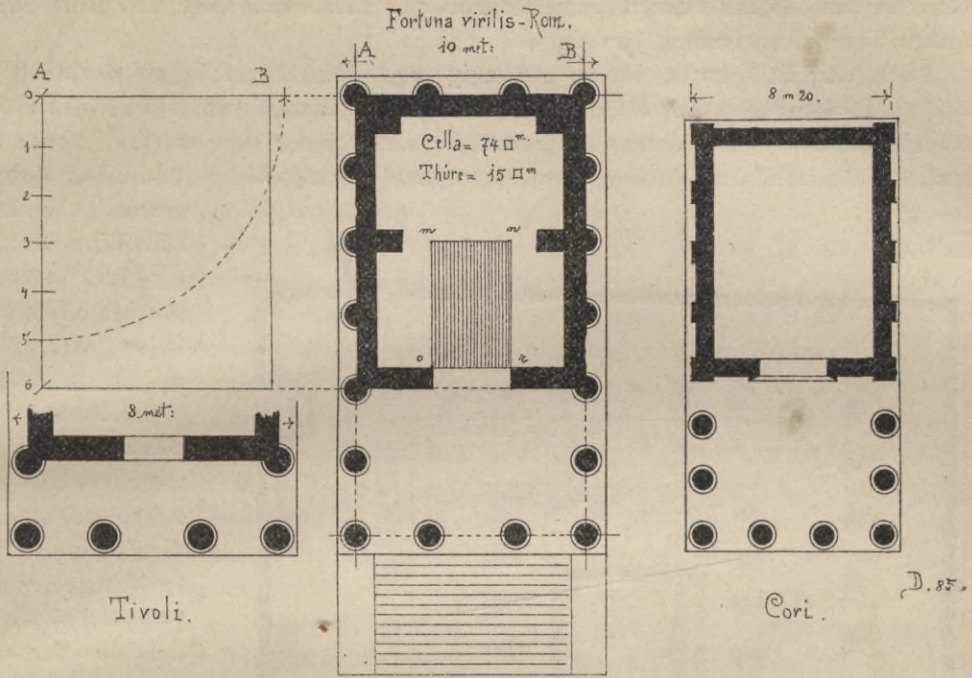 Fortuna virilis-Rom.
10 met:
A B
A B
0
1
2
3
4
5
6
Cella= 74 □m
Thüre= 15 □m
m n
o r
8 m 20.
8 met:
Tivoli.
Cori.
D. 85.